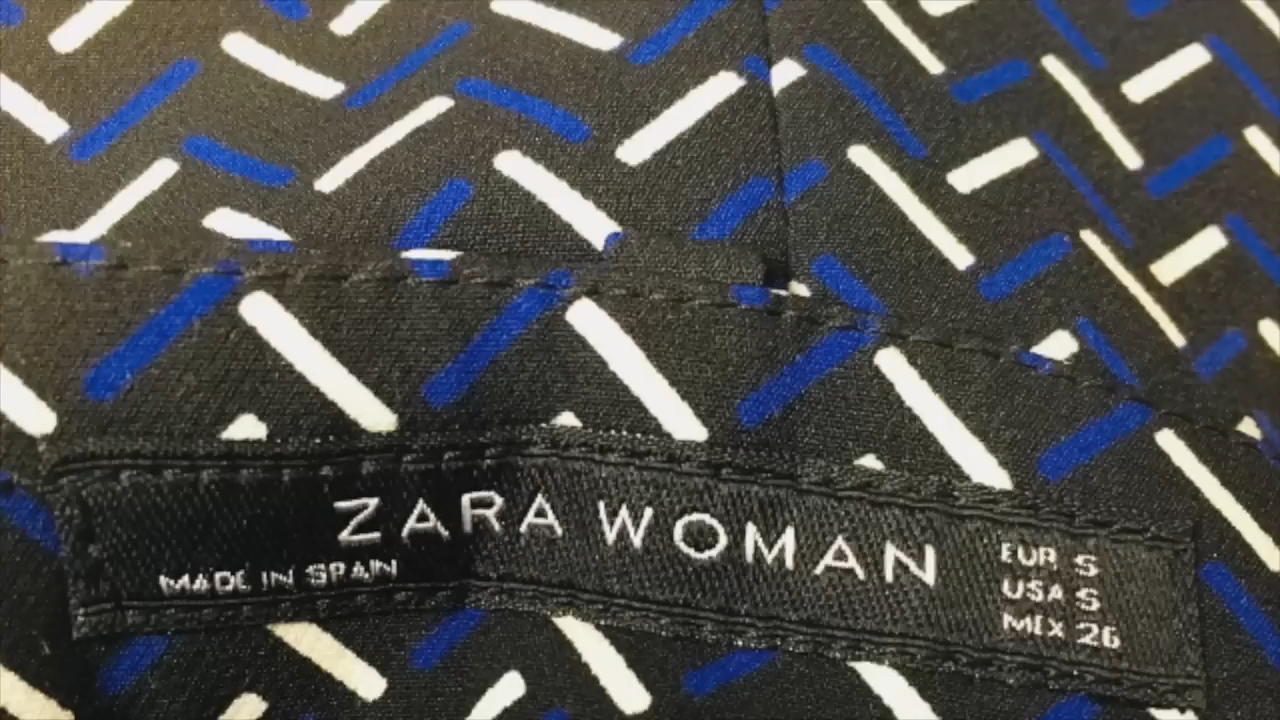 ZARA WOMAN
MADE IN SPAIN
EUR S
USA S
MEX 26